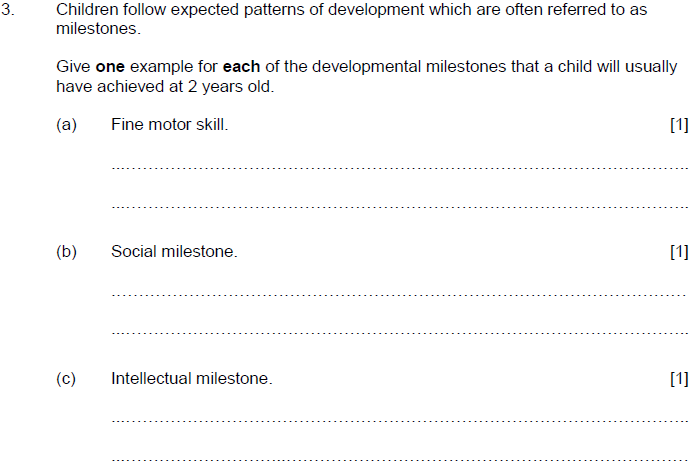 3. Children follow expected patterns of development which are often referred to as
milestones.
Give one example for each of the developmental milestones that a child will usually
have achieved at 2 years old.
(a) Fine motor skill. [1]
(b) Social milestone. [1]
(c) Intellectual milestone. [1]